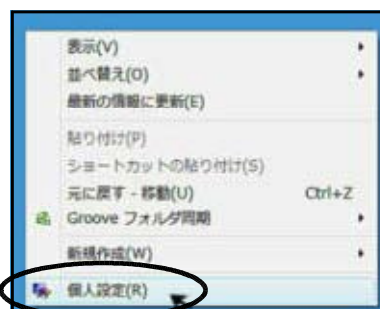 表示(V)
並べ替え(O)
最新の情報に更新(E)
貼り付け(P)
ショートカットの貼り付け(S)
元に戻す - 移動(U) Ctrl+Z
Groove フォルダ同期
新規作成(W)
個人設定(R)